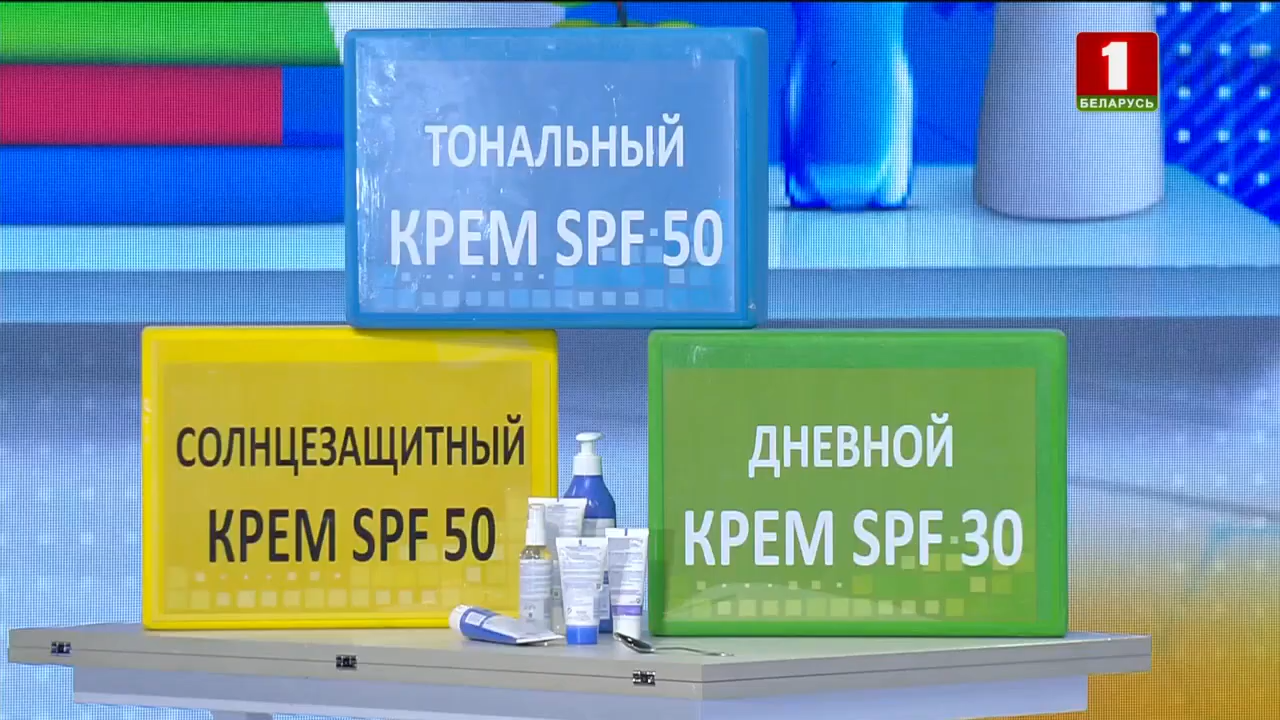 1
БЕЛАРУСЬ
ТОНАЛЬНЫЙ
КРЕМ SPF 50
СОЛНЦЕЗАЩИТНЫЙ
КРЕМ SPF 50
ДНЕВНОЙ
КРЕМ SPF 30